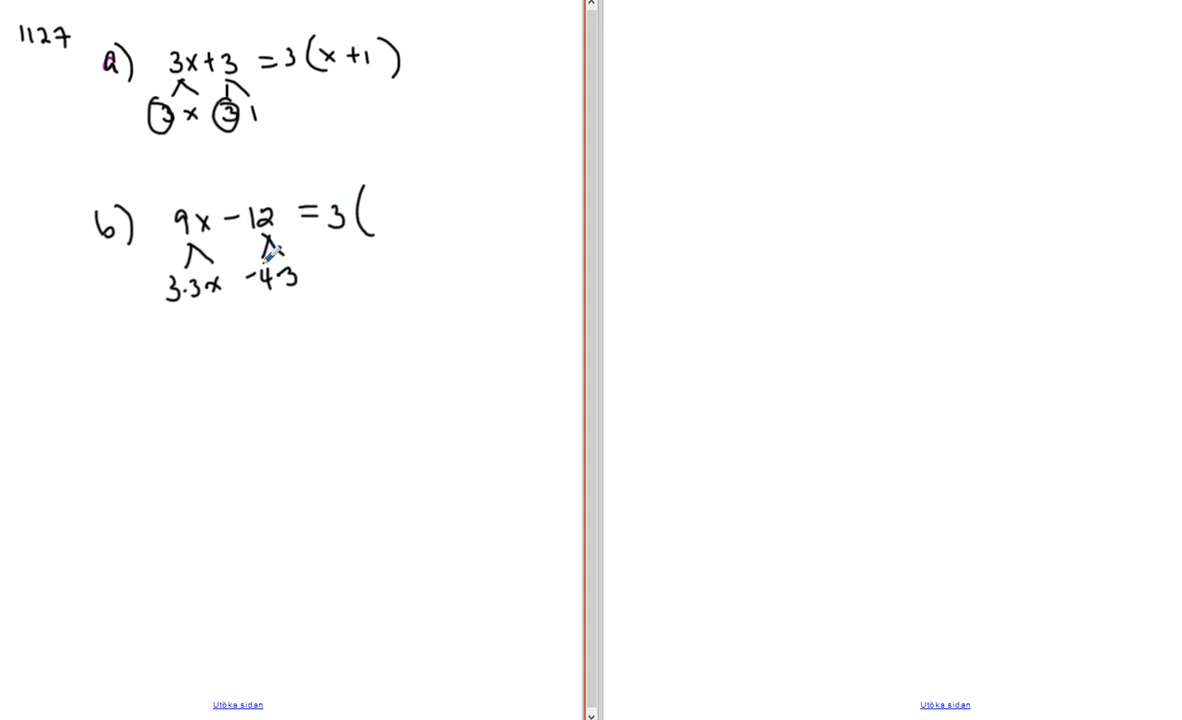 1127
a) 3x+3 = 3(x+1)
3 x 3 1
b) 9x-12 = 3(
3·3x -4·3
Utöka sidan Utöka sidan